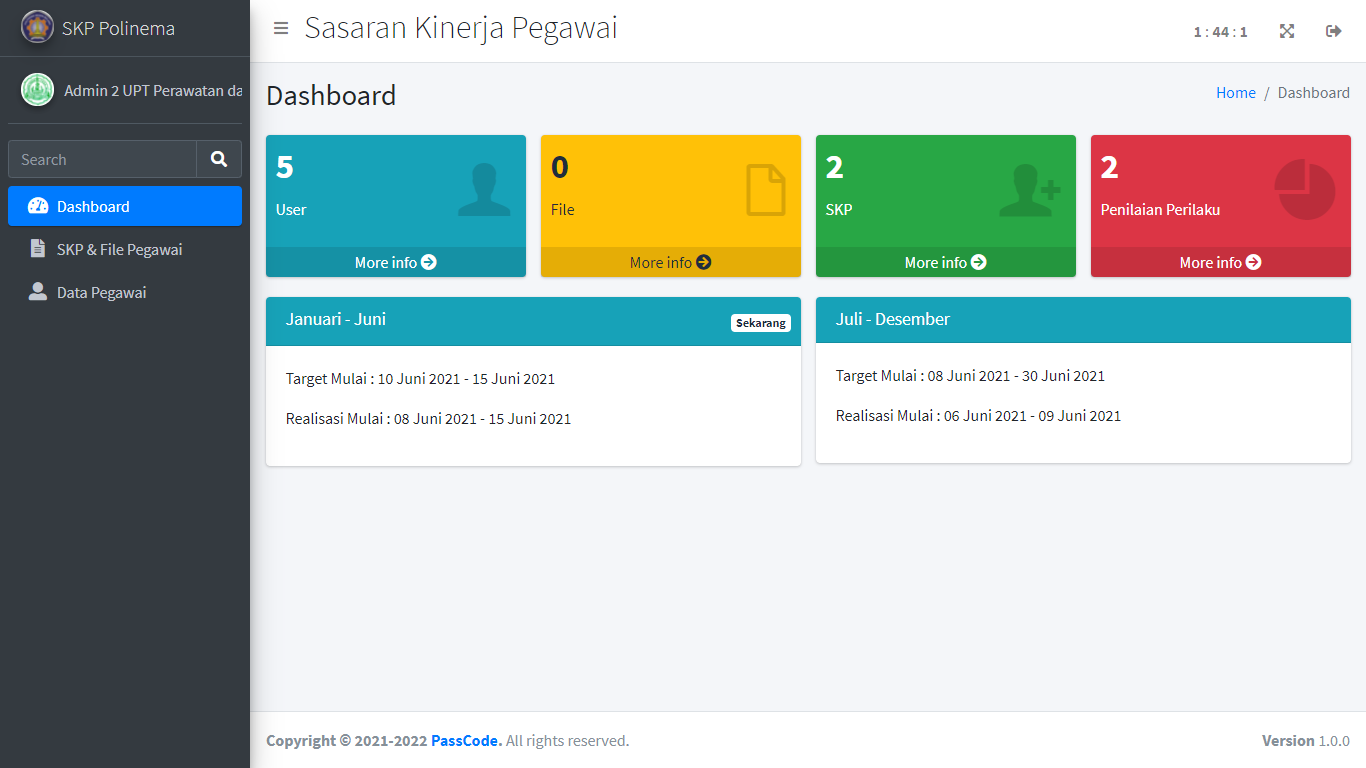 SKP Polinema
Sasaran Kinerja Pegawai
1 : 44 : 1
Admin 2 UPT Perawatan da
Search
Dashboard
SKP & File Pegawai
Data Pegawai
Dashboard
Home / Dashboard
5
User
More info
0
File
More info
2
SKP
More info
2
Penilaian Perilaku
More info
Januari - Juni
Sekarang
Target Mulai : 10 Juni 2021 - 15 Juni 2021
Realisasi Mulai : 08 Juni 2021 - 15 Juni 2021
Juli - Desember
Target Mulai : 08 Juni 2021 - 30 Juni 2021
Realisasi Mulai : 06 Juni 2021 - 09 Juni 2021
Copyright © 2021-2022 PassCode. All rights reserved.
Version 1.0.0